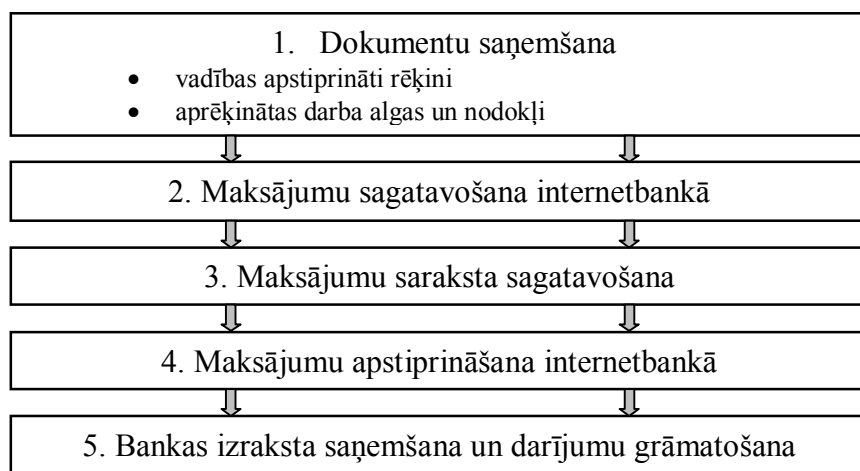 1. Dokumentu saņemšana
• vadības apstiprināti rēķini
• aprēķinātas darba algas un nodokļi
2. Maksājumu sagatavošana internetbankā
3. Maksājumu saraksta sagatavošana
4. Maksājumu apstiprināšana internetbankā
5. Bankas izraksta saņemšana un darījumu grāmatošana